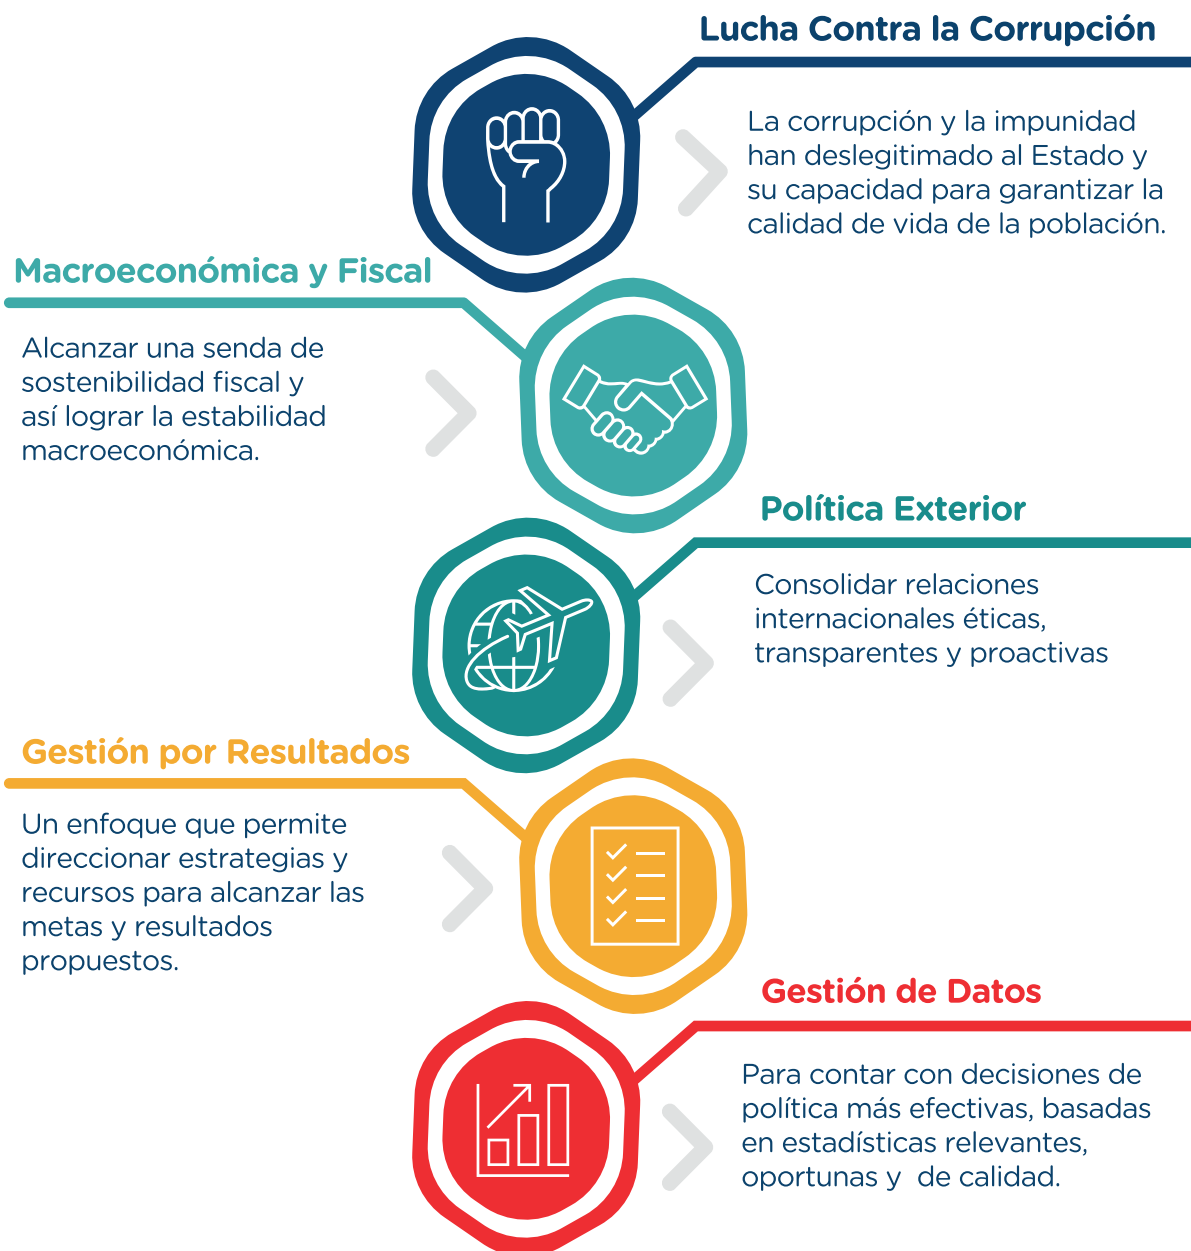 Lucha Contra la Corrupción
La corrupción y la impunidad
han deslegitimado al Estado y
su capacidad para garantizar la
calidad de vida de la población.
Macroeconómica y Fiscal
Alcanzar una senda de
sostenibilidad fiscal y
así lograr la estabilidad
macroeconómica.
Política Exterior
Consolidar relaciones
internacionales éticas,
transparentes y proactivas
Gestión por Resultados
Un enfoque que permite
direccionar estrategias y
recursos para alcanzar las
metas y resultados
propuestos.
Gestión de Datos
Para contar con decisiones de
política más efectivas, basadas
en estadísticas relevantes,
oportunas y  de calidad.